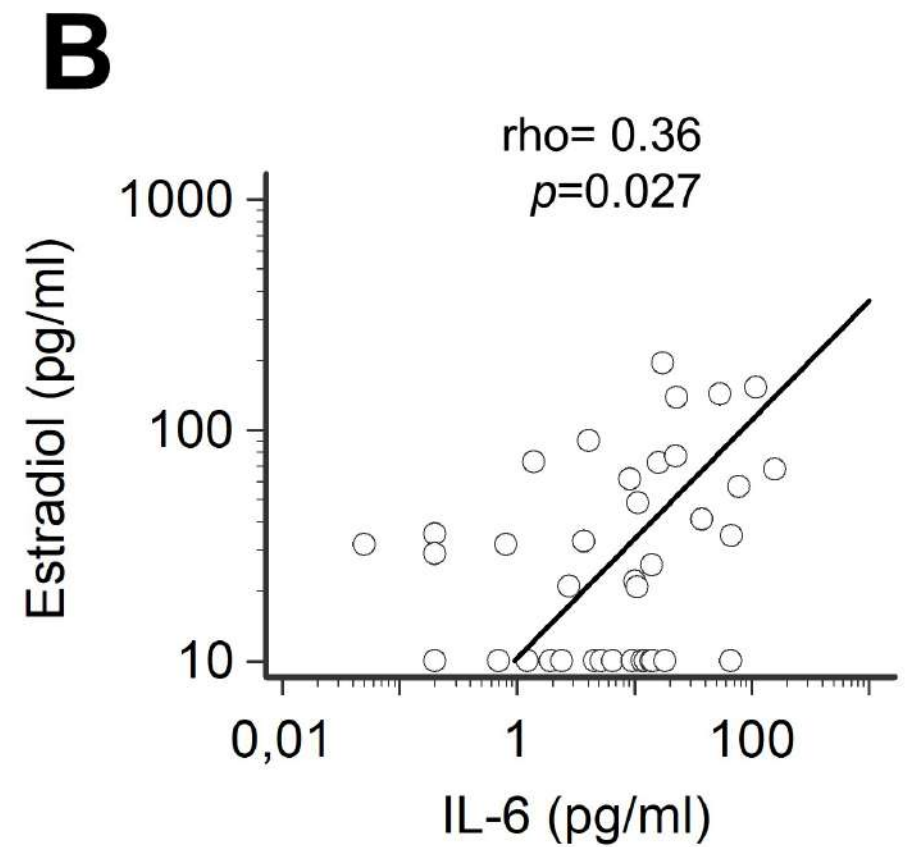 B
rho= 0.36
p=0.027
1000
100
10
Estradiol (pg/ml)
0,01 1 100
IL-6 (pg/ml)